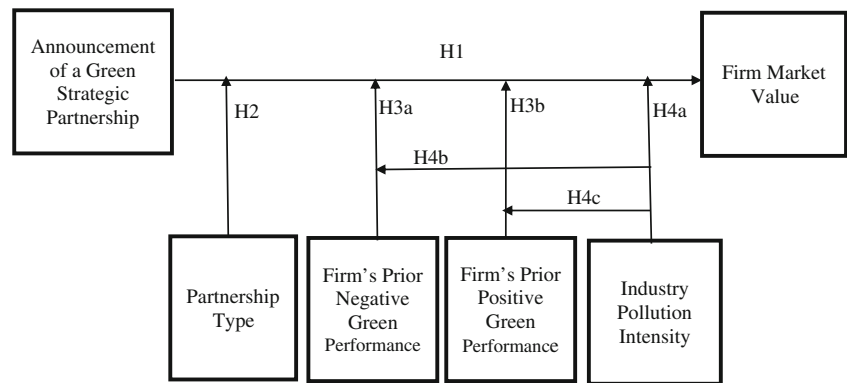 Announcement
of a Green
Strategic
Partnership
H1
Firm Market
Value
H2
H3a
H3b
H4a
H4b
H4c
Partnership
Type
Firm's Prior
Negative
Green
Performance
Firm's Prior
Positive
Green
Performance
Industry
Pollution
Intensity